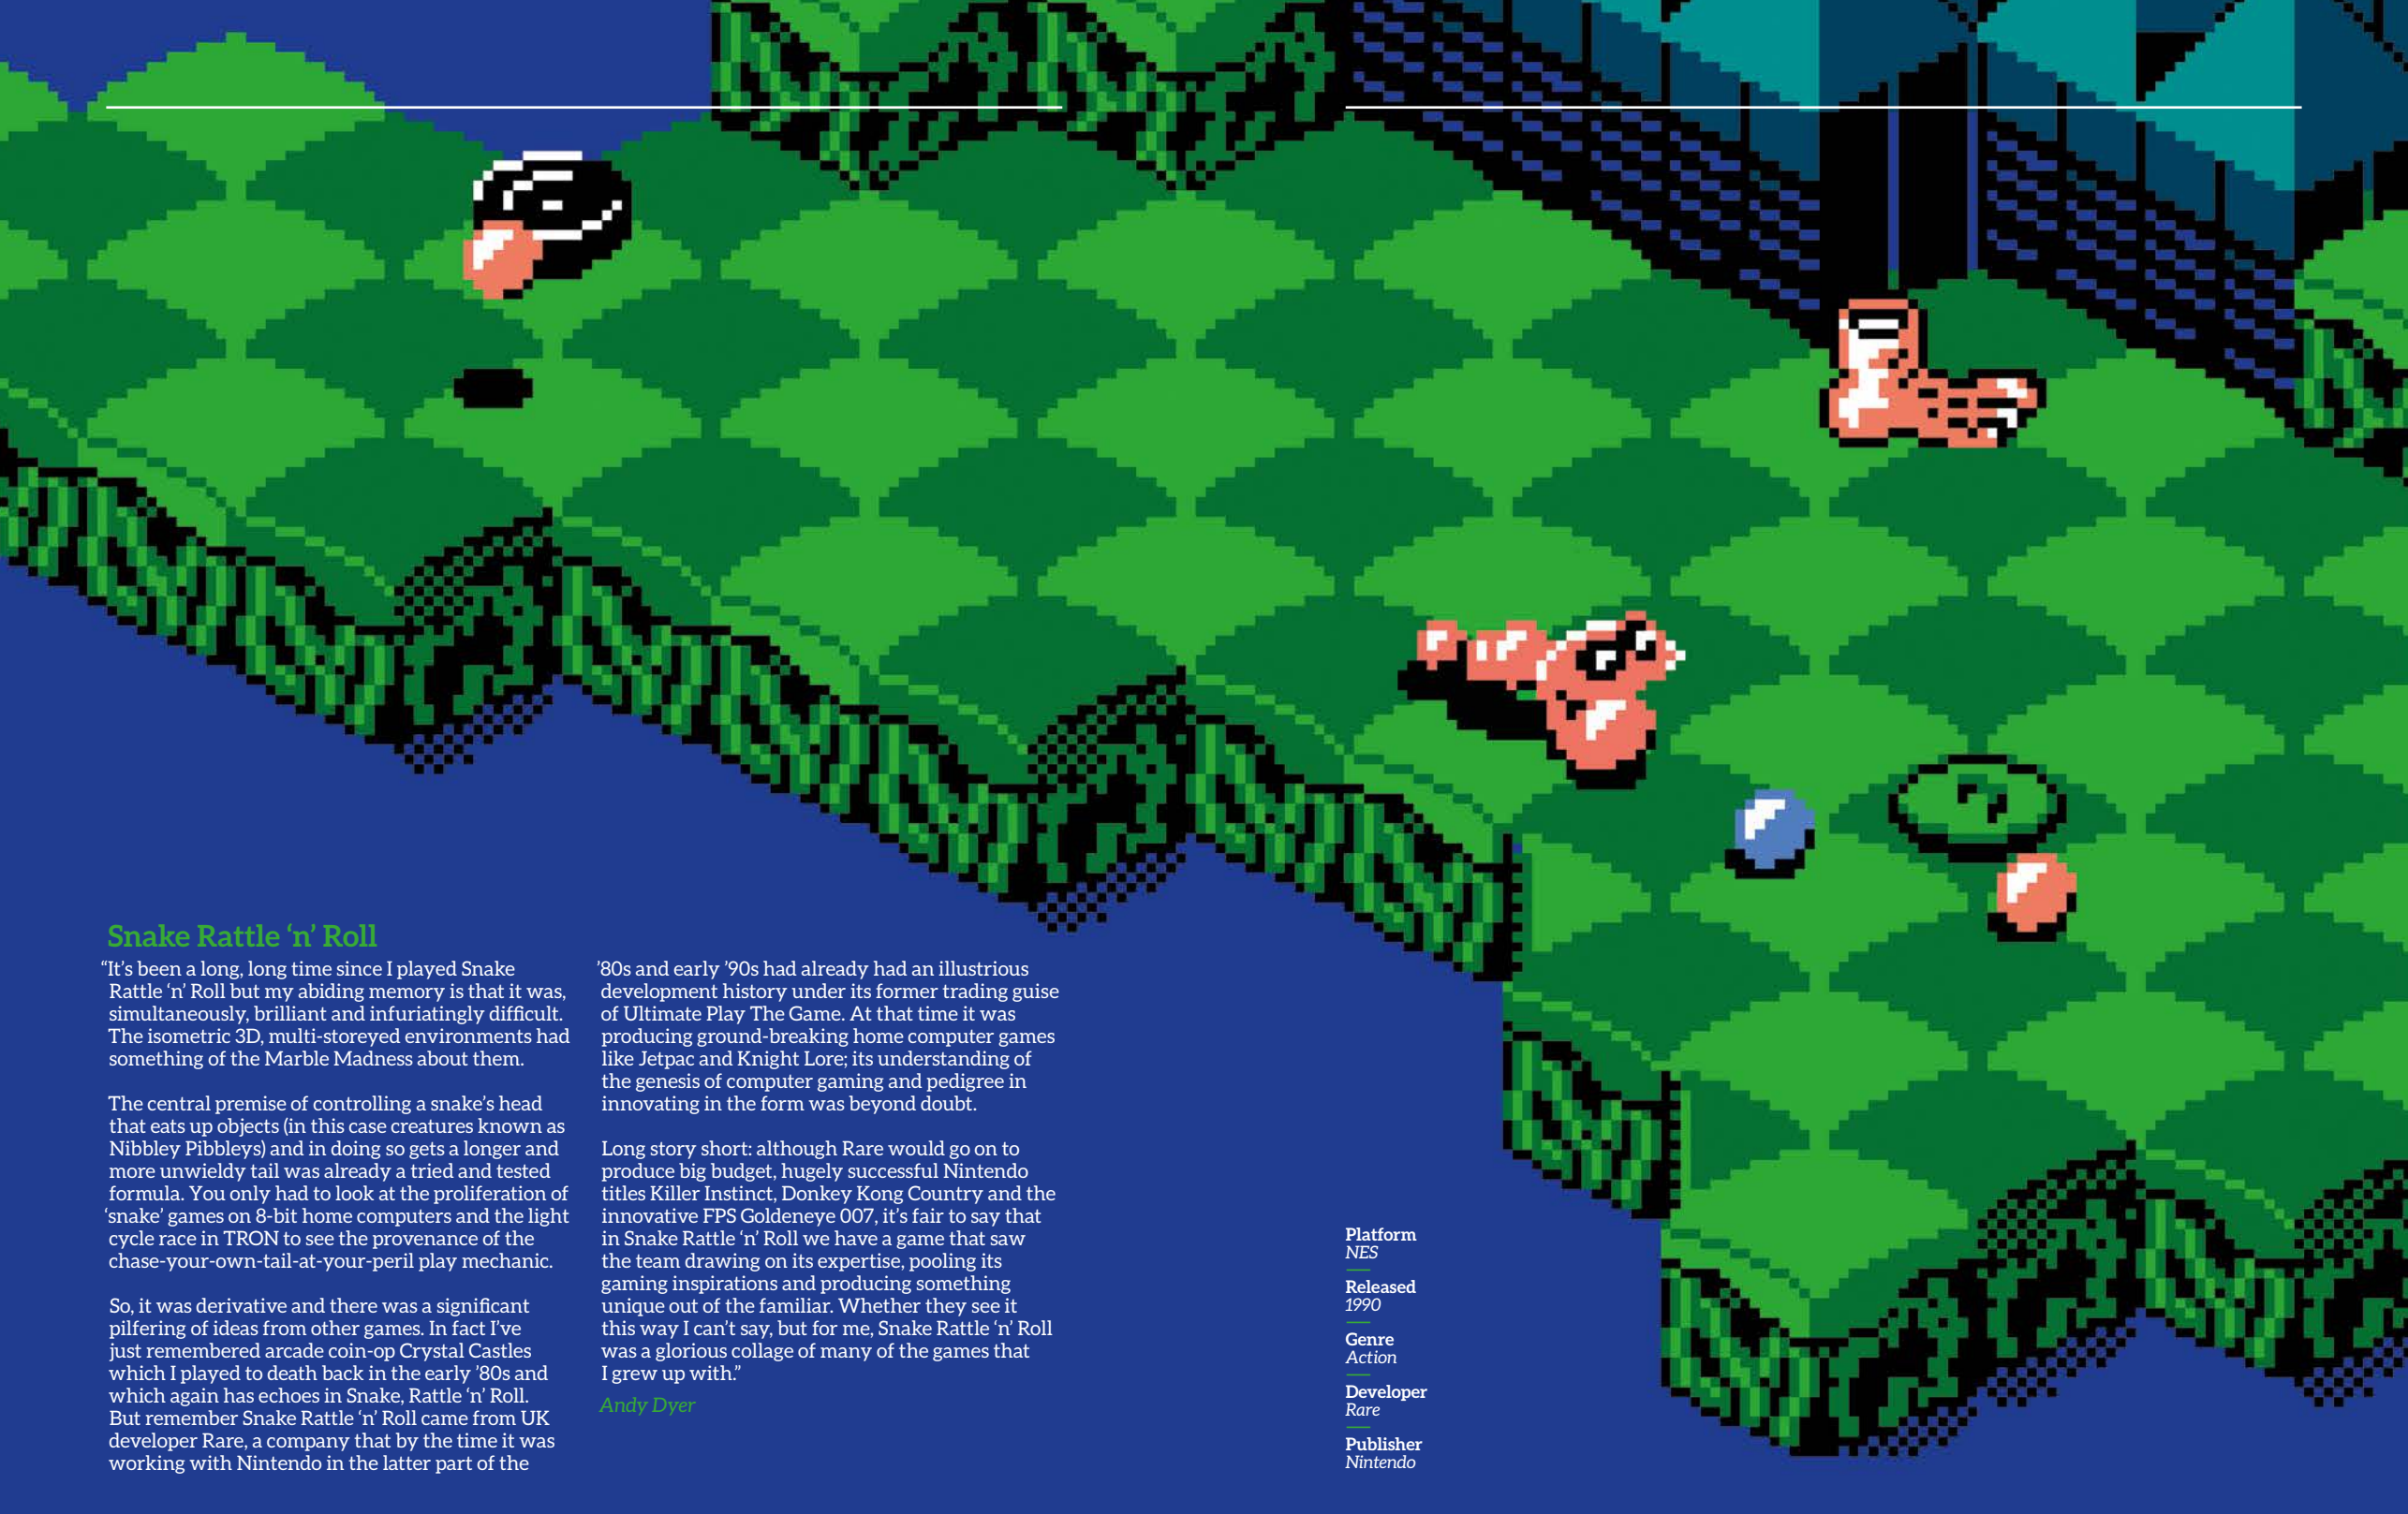 Snake Rattle ‘n’ Roll
“It’s been a long, long time since I played Snake
Rattle ‘n’ Roll but my abiding memory is that it was,
simultaneously, brilliant and infuriatingly difficult.
The isometric 3D, multi-storeyed environments had
something of the Marble Madness about them.
The central premise of controlling a snake’s head
that eats up objects (in this case creatures known as
Nibbley Pibbleys) and in doing so gets a longer and
more unwieldy tail was already a tried and tested
formula. You only had to look at the proliferation of
‘snake’ games on 8-bit home computers and the light
cycle race in TRON to see the provenance of the
chase-your-own-tail-at-your-peril play mechanic.
So, it was derivative and there was a significant
pilfering of ideas from other games. In fact I’ve
just remembered arcade coin-op Crystal Castles
which I played to death back in the early ’80s and
which again has echoes in Snake, Rattle ‘n’ Roll.
But remember Snake Rattle ‘n’ Roll came from UK
developer Rare, a company that by the time it was
working with Nintendo in the latter part of the
’80s and early ’90s had already had an illustrious
development history under its former trading guise
of Ultimate Play The Game. At that time it was
producing ground-breaking home computer games
like Jetpac and Knight Lore; its understanding of
the genesis of computer gaming and pedigree in
innovating in the form was beyond doubt.
Long story short: although Rare would go on to
produce big budget, hugely successful Nintendo
titles Killer Instinct, Donkey Kong Country and the
innovative FPS Goldeneye 007, it’s fair to say that
in Snake Rattle ‘n’ Roll we have a game that saw
the team drawing on its expertise, pooling its
gaming inspirations and producing something
unique out of the familiar. Whether they see it
this way I can’t say, but for me, Snake Rattle ‘n’ Roll
was a glorious collage of many of the games that
I grew up with.”
Andy Dyer
Platform
NES
Released
1990
Genre
Action
Developer
Rare
Publisher
Nintendo